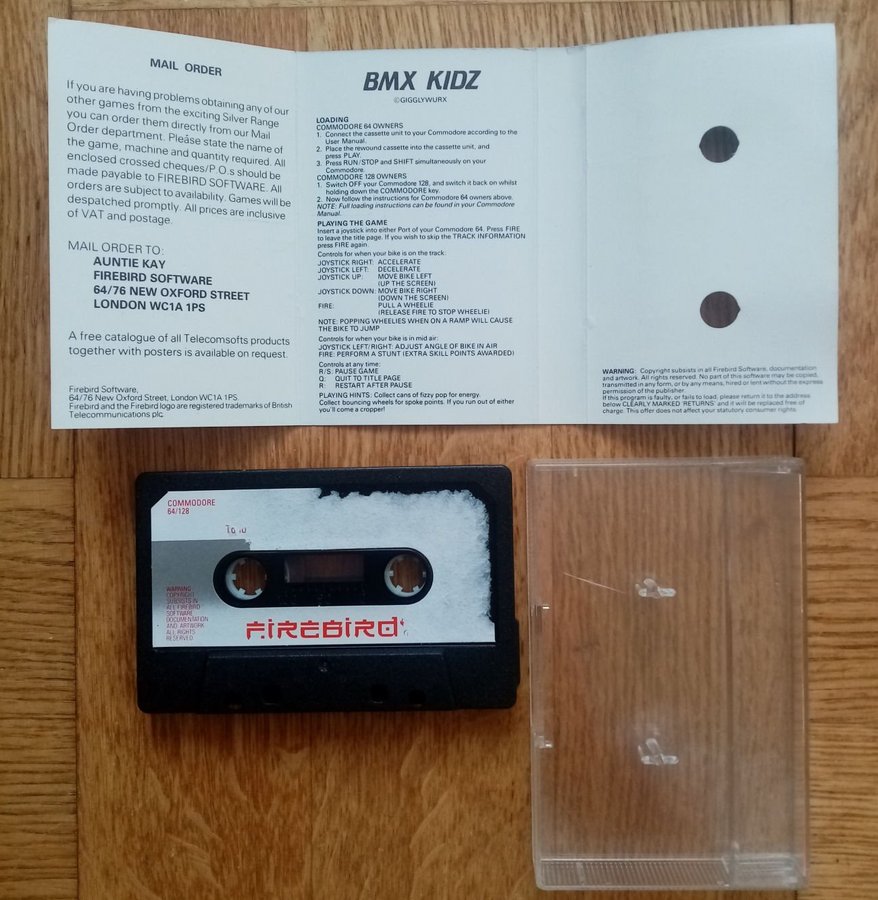 MAIL ORDER
If you are having problems obtaining any of our
other games from the exciting Silver Range
you can order them directly from our Mail
Order department. Please state the name of
the game, machine and quantity required. All
enclosed crossed cheques/P.O.s should be
made payable to FIREBIRD SOFTWARE. All
orders are subject to availability. Games will be
despatched promptly. All prices are inclusive
of VAT and postage.
MAIL ORDER TO:
AUNTIE KAY
FIREBIRD SOFTWARE
64/76 NEW OXFORD STREET
LONDON WC1A 1PS
A free catalogue of all Telecomsofts products
together with posters is available on request.
Firebird Software,
64/76 New Oxford Street, London WC1A 1PS.
Firebird and the Firebird logo are registered trademarks of British
Telecommunications plc.
BMX KIDZ
©GIGGLYWURX
LOADING
COMMODORE 64 OWNERS
1. Connect the cassette unit to your Commodore according to the
User Manual.
2. Place the rewound cassette into the cassette unit, and
press PLAY.
3. Press RUN/STOP and SHIFT simultaneously on your
Commodore.
COMMODORE 128 OWNERS
1. Switch OFF your Commodore 128, and switch it back on whilst
holding down the COMMODORE key.
2. Now follow the instructions for Commodore 64 owners above.
NOTE: Full loading instructions can be found in your Commodore
Manual.
PLAYING THE GAME
Insert a joystick into either Port of your Commodore 64. Press FIRE
to leave the title page. If you wish to skip the TRACK INFORMATION
press FIRE again.
Controls for when your bike is on the track:
JOYSTICK RIGHT: ACCELERATE
JOYSTICK LEFT: DECELERATE
JOYSTICK UP: MOVE BIKE LEFT
(UP THE SCREEN)
JOYSTICK DOWN: MOVE BIKE RIGHT
(DOWN THE SCREEN)
FIRE: PULL A WHEELIE
(RELEASE FIRE TO STOP WHEELIE)
NOTE: POPPING WHEELIES WHEN ON A RAMP WILL CAUSE
THE BIKE TO JUMP
Controls for when your bike is in mid air:
JOYSTICK LEFT/RIGHT: ADJUST ANGLE OF BIKE IN AIR
FIRE: PERFORM A STUNT (EXTRA SKILL POINTS AWARDED)
Controls at any time:
R/S: PAUSE GAME
Q: QUIT TO TITLE PAGE
R: RESTART AFTER PAUSE
PLAYING HINTS: Collect cans of fizzy pop for energy.
Collect bouncing wheels for spoke points. If you run out of either
you'll come a cropper!
WARNING: Copyright subsists in all Firebird Software, documentation
and artwork. All rights reserved. No part of this software may be copied,
transmitted in any form, or by any means, hired or lent without the express
permission of the publisher.
If this program is faulty, or fails to load, please return it to the address
below CLEARLY MARKED 'RETURNS' and it will be replaced free of
charge. This offer does not affect your statutory consumer rights.
COMMODORE
64/128
WARNING:
COPYRIGHT
SUBSISTS IN
ALL FIREBIRD
SOFTWARE
DOCUMENTATION
AND ARTWORK
ALL RIGHTS
RESERVED
FIREBIRD